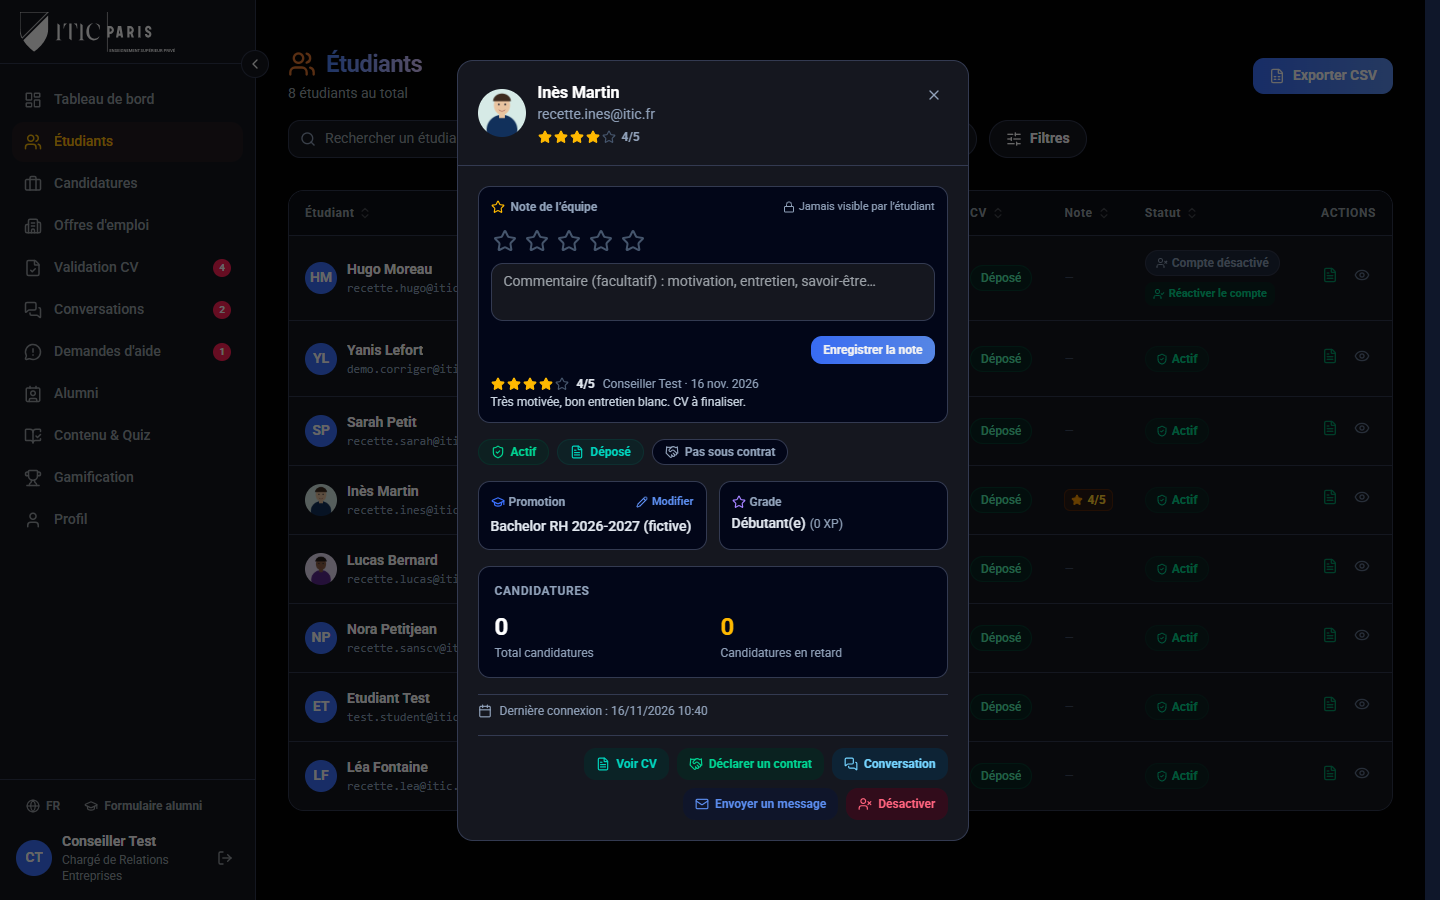 ITIC PARIS
ENSEIGNEMENT SUPÉRIEUR PRIVÉ
Tableau de bord
Étudiants
Candidatures
Offres d'emploi
Validation CV 4
Conversations 2
Demandes d'aide 1
Alumni
Contenu & Quiz
Gamification
Profil
FR Formulaire alumni
CT
Conseiller Test
Chargé de Relations
Entreprises
Étudiants
8 étudiants au total
Exporter CSV
Rechercher un étudia
Filtres
Étudiant CV Note Statut ACTIONS
HM Hugo Moreau
recette.hugo@itic
Déposé – Compte désactivé
Réactiver le compte
YL Yanis Lefort
demo.corriger@iti
Déposé – Actif
SP Sarah Petit
recette.sarah@iti
Déposé – Actif
Inès Martin
recette.ines@itic
Déposé 4/5 Actif
Lucas Bernard
recette.lucas@iti
Déposé – Actif
NP Nora Petitjean
recette.sanscv@it
Déposé – Actif
ET Etudiant Test
test.student@itic
Déposé – Actif
LF Léa Fontaine
recette.lea@itic.
Déposé – Actif
Inès Martin
recette.ines@itic.fr
4/5
Note de l'équipe Jamais visible par l'étudiant
Commentaire (facultatif) : motivation, entretien, savoir-être…
Enregistrer la note
4/5 Conseiller Test · 16 nov. 2026
Très motivée, bon entretien blanc. CV à finaliser.
Actif Déposé Pas sous contrat
Promotion Modifier
Bachelor RH 2026-2027 (fictive)
Grade
Débutant(e) (0 XP)
CANDIDATURES
0 0
Total candidatures Candidatures en retard
Dernière connexion : 16/11/2026 10:40
Voir CV Déclarer un contrat Conversation
Envoyer un message Désactiver